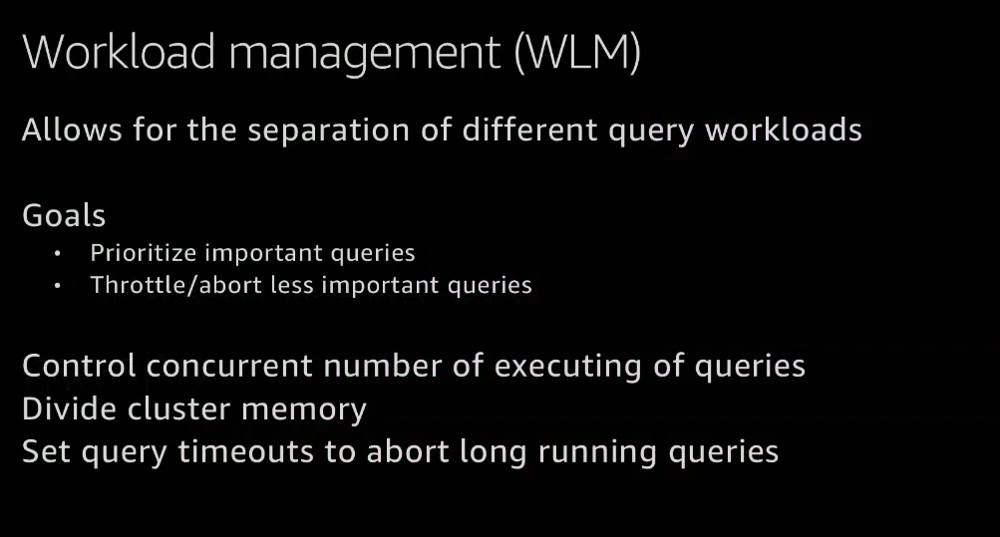 Workload management (WLM)
Allows for the separation of different query workloads
Goals
• Prioritize important queries
• Throttle/abort less important queries
Control concurrent number of executing of queries
Divide cluster memory
Set query timeouts to abort long running queries